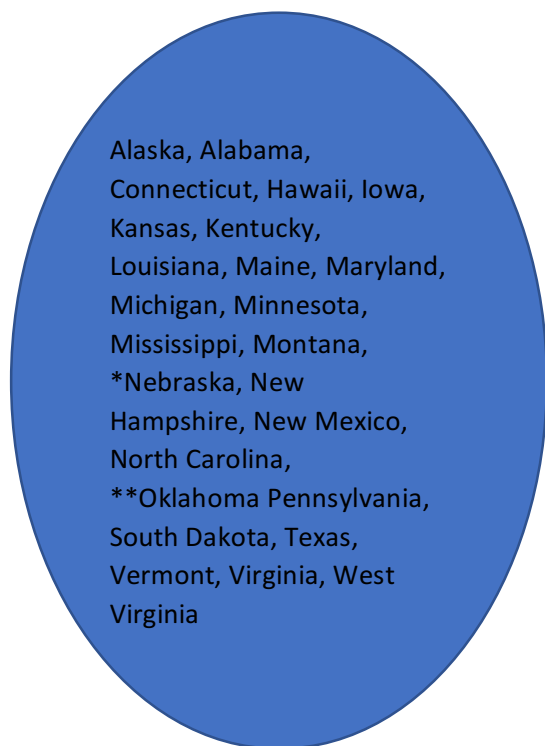 Alaska, Alabama,
Connecticut, Hawaii, Iowa,
Kansas, Kentucky,
Louisiana, Maine, Maryland,
Michigan, Minnesota,
Mississippi, Montana,
*Nebraska, New
Hampshire, New Mexico,
North Carolina,
**Oklahoma Pennsylvania,
South Dakota, Texas,
Vermont, Virginia, West
Virginia